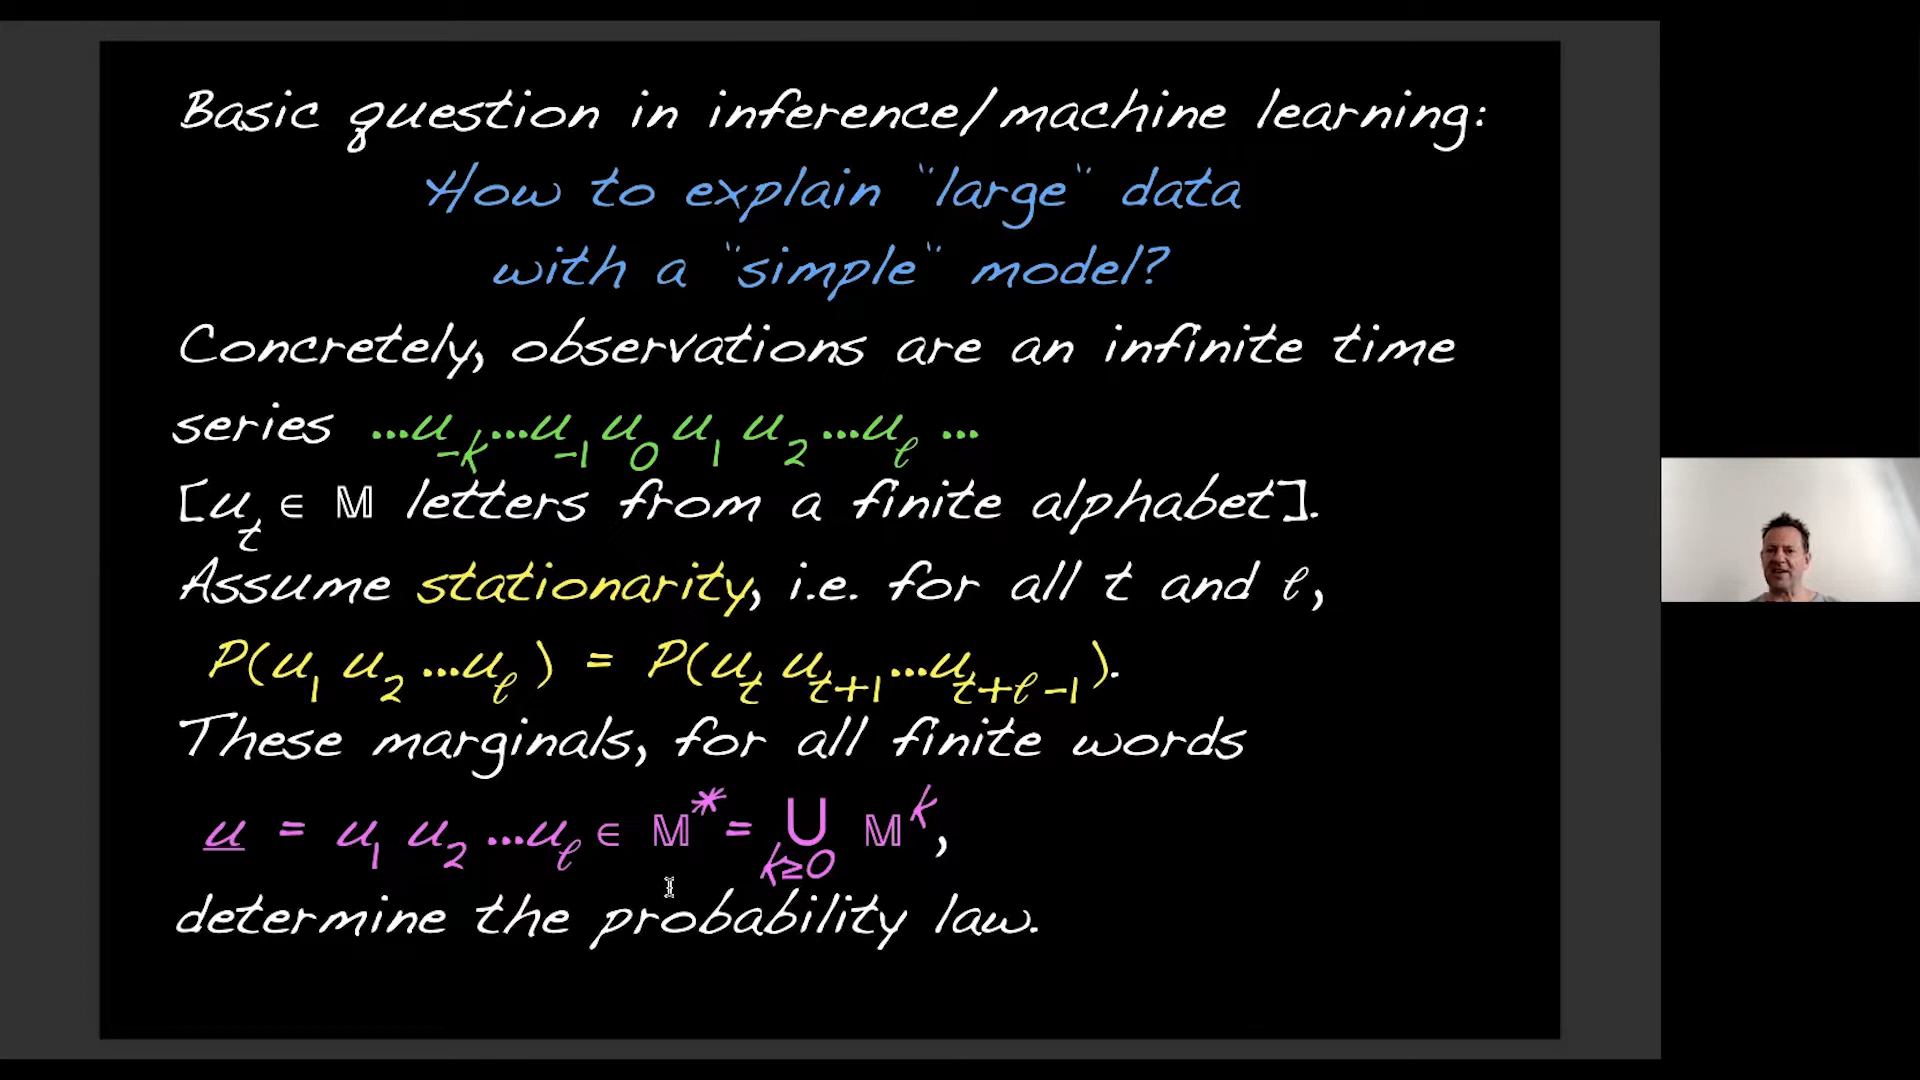 Basic question in inference/machine learning:
How to explain "large" data
with a "simple" model?
Concretely, observations are an infinite time
series ...u_{-k}...u_{-1} u_0 u_1 u_2 ...u_ℓ ...
[u_t ∈ 𝕄 letters from a finite alphabet].
Assume stationarity, i.e. for all t and ℓ,
P(u_1 u_2 ...u_ℓ) = P(u_t u_{t+1}...u_{t+ℓ-1}).
These marginals, for all finite words
u̲ = u_1 u_2 ...u_ℓ ∈ 𝕄^* = ⋃_{k≥0} 𝕄^k,
determine the probability law.